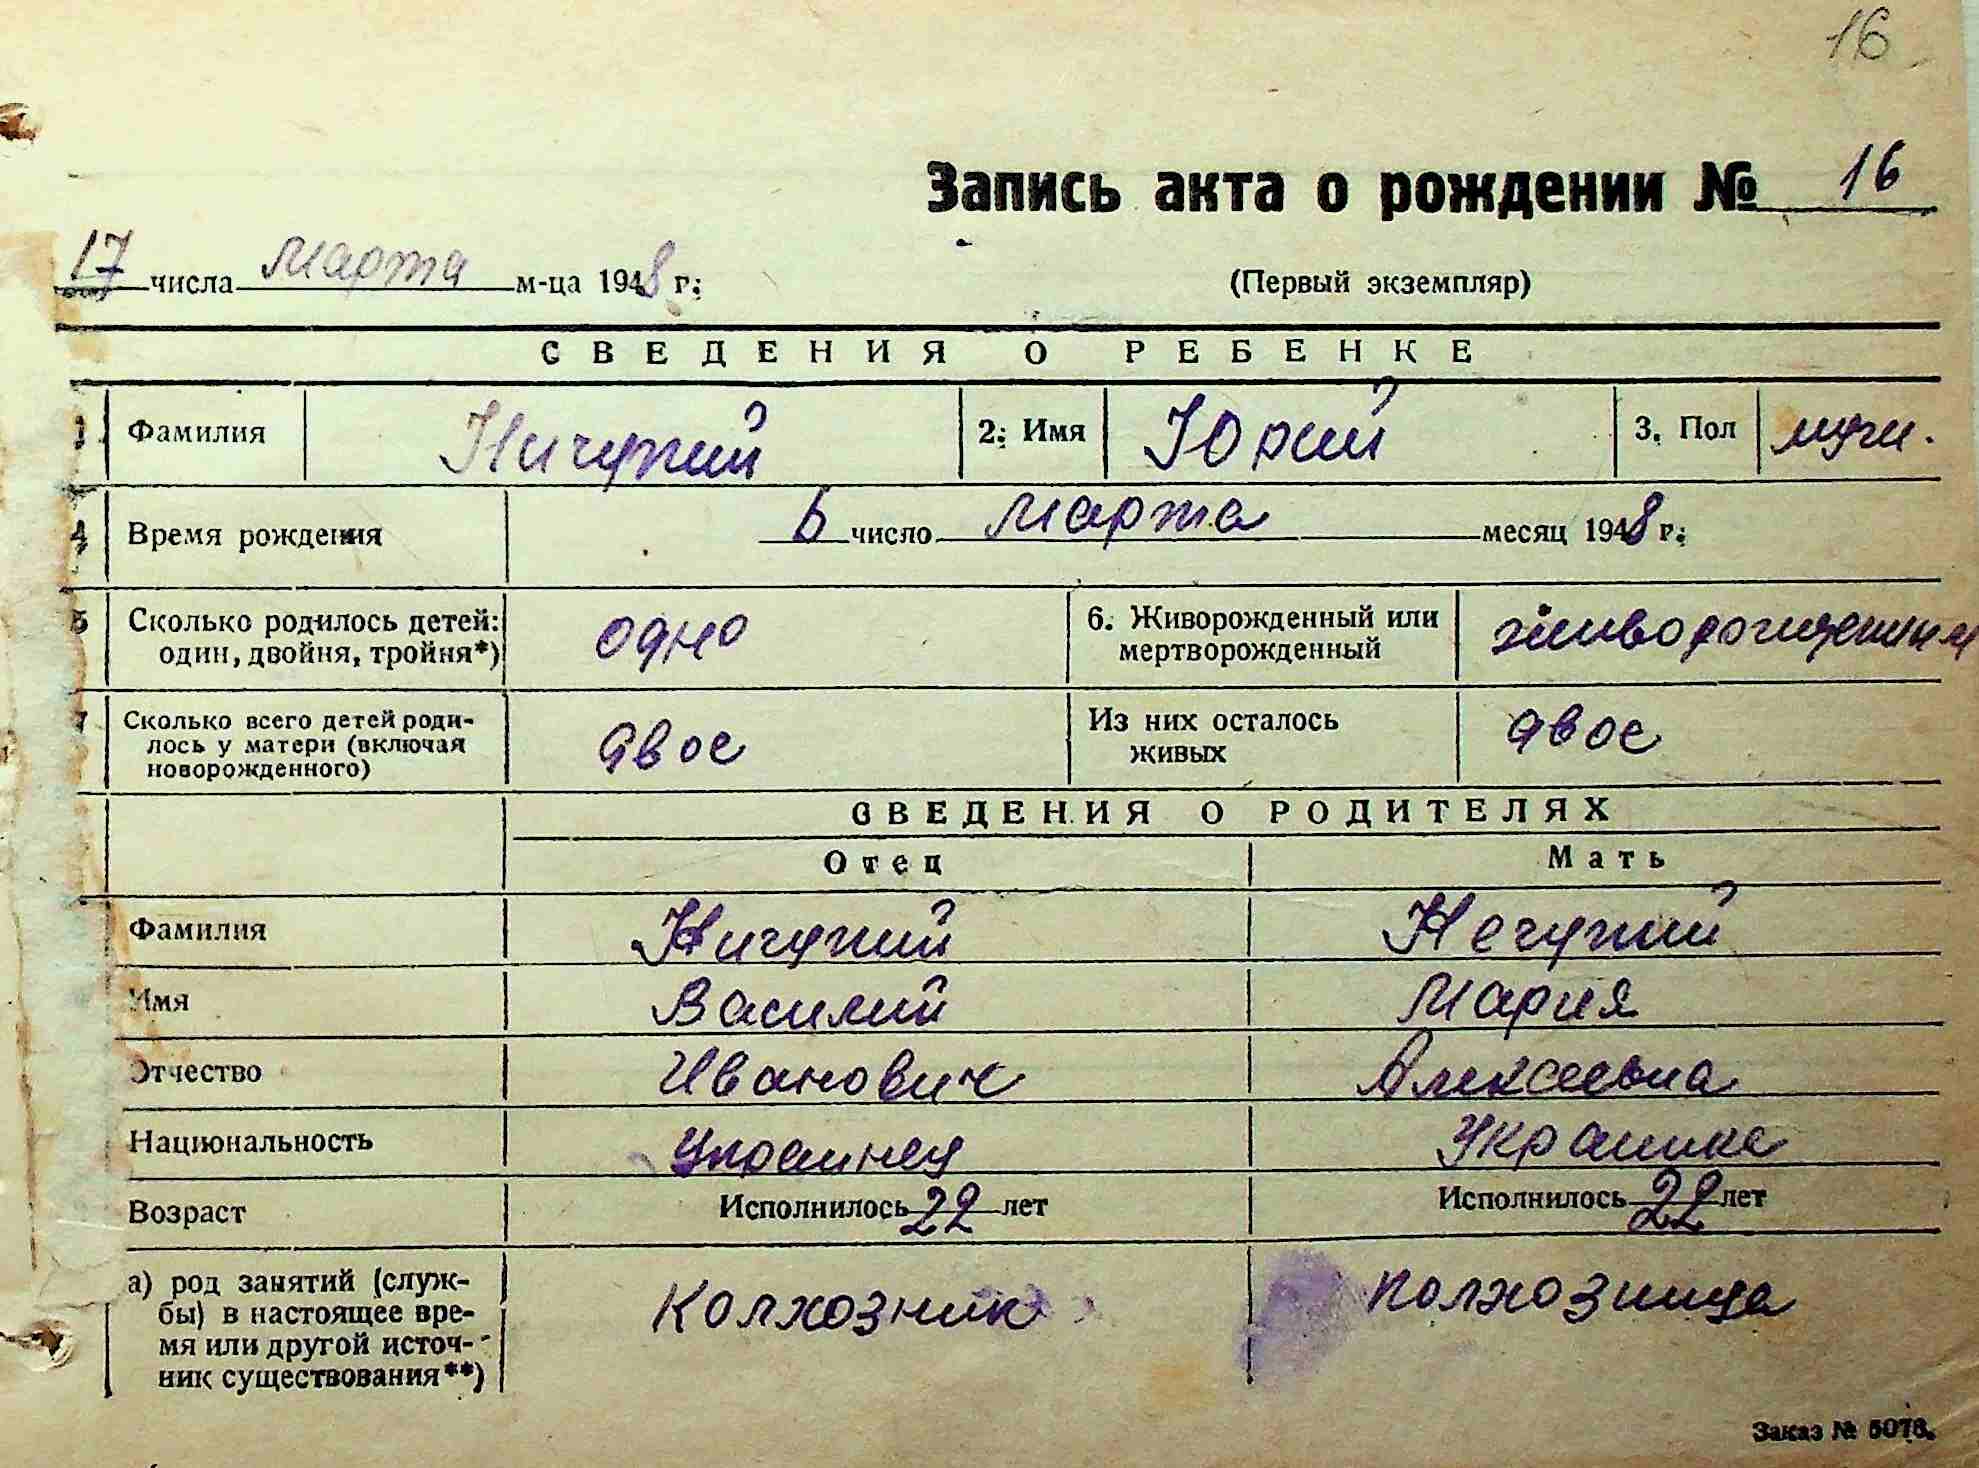 16
Запись акта о рождении № 16
17 числа марта м-ца 1948 г.
(Первый экземпляр)
СВЕДЕНИЯ О РЕБЕНКЕ
1. Фамилия Ничупий 2. Имя Юрий 3. Пол муж.
4 Время рождения 6 число марта месяц 1948 г.
5 Сколько родилось детей: один, двойня, тройня*) одно
6. Живорожденный или мертворожденный живорожденным
7 Сколько всего детей родилось у матери (включая новорожденного) двое
Из них осталось живых двое
СВЕДЕНИЯ О РОДИТЕЛЯХ
Отец Мать
Фамилия Ничупий Нечупий
Имя Василий Мария
Отчество Иванович Алексеевна
Национальность Украинец Украинка
Возраст Исполнилось 22 лет Исполнилось 22 лет
а) род занятий (службы) в настоящее время или другой источник существования**) колхозник колхозница
Заказ № 5078.